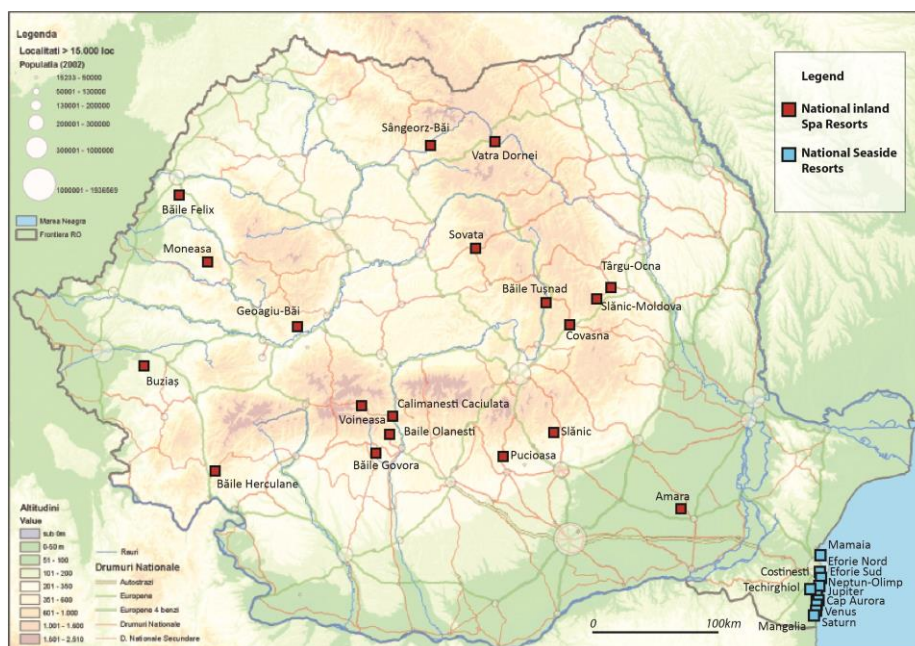 Legenda
Localitati > 15.000 loc
Populatia (2002)
50001 - 130000
130001 - 200000
200001 - 300000
300001 - 1000000
Marea Neagra
Frontiera RO
Legend
National inland
Spa Resorts
National Seaside
Resorts
Sângeorz-Băi
Vatra Dornei
Băile Felix
Moneasa
Sovata
Târgu-Ocna
Băile Tușnad
Slănic-Moldova
Geoagiu-Băi
Covasna
Buziaș
Calimanesti Caciulata
Voineasa
Baile Olanesti
Slănic
Băile Govora
Pucioasa
Băile Herculane
Amara
Mamaia
Eforie Nord
Costinesti
Eforie Sud
Neptun-Olimp
Techirghiol
Jupiter
Cap Aurora
Venus
Mangalia
Saturn
Altitudini
Value
sub 0m
0-50 m
51 - 100
101 - 200
201 - 350
351 - 600
601 - 1.000
1.001 - 1.600
1.601 - 2.510
Rauri
Drumuri Nationale
Autostrazi
Europene
Europene 4 benzi
Drumuri Nationale
D. Nationale Secundare
0
100km